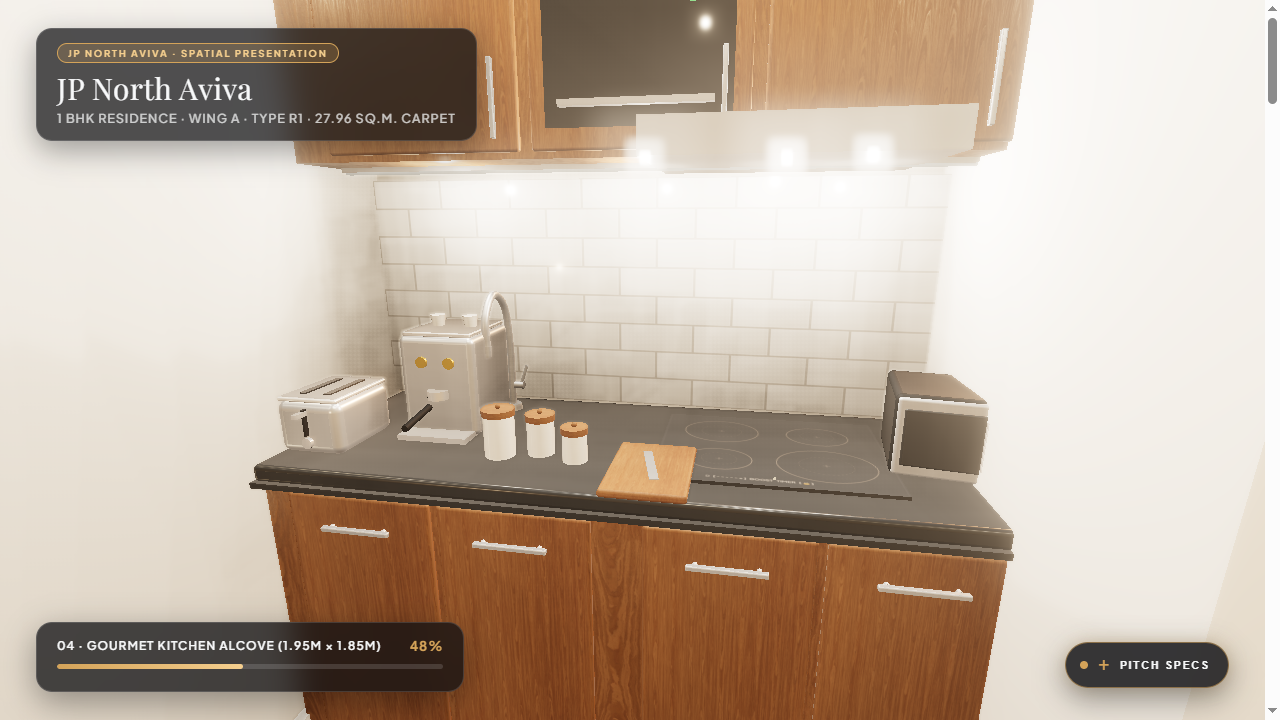 JP NORTH AVIVA · SPATIAL PRESENTATION
JP North Aviva
1 BHK RESIDENCE · WING A · TYPE R1 · 27.96 SQ.M. CARPET
04 · GOURMET KITCHEN ALCOVE (1.95M × 1.85M) 48%
+ PITCH SPECS